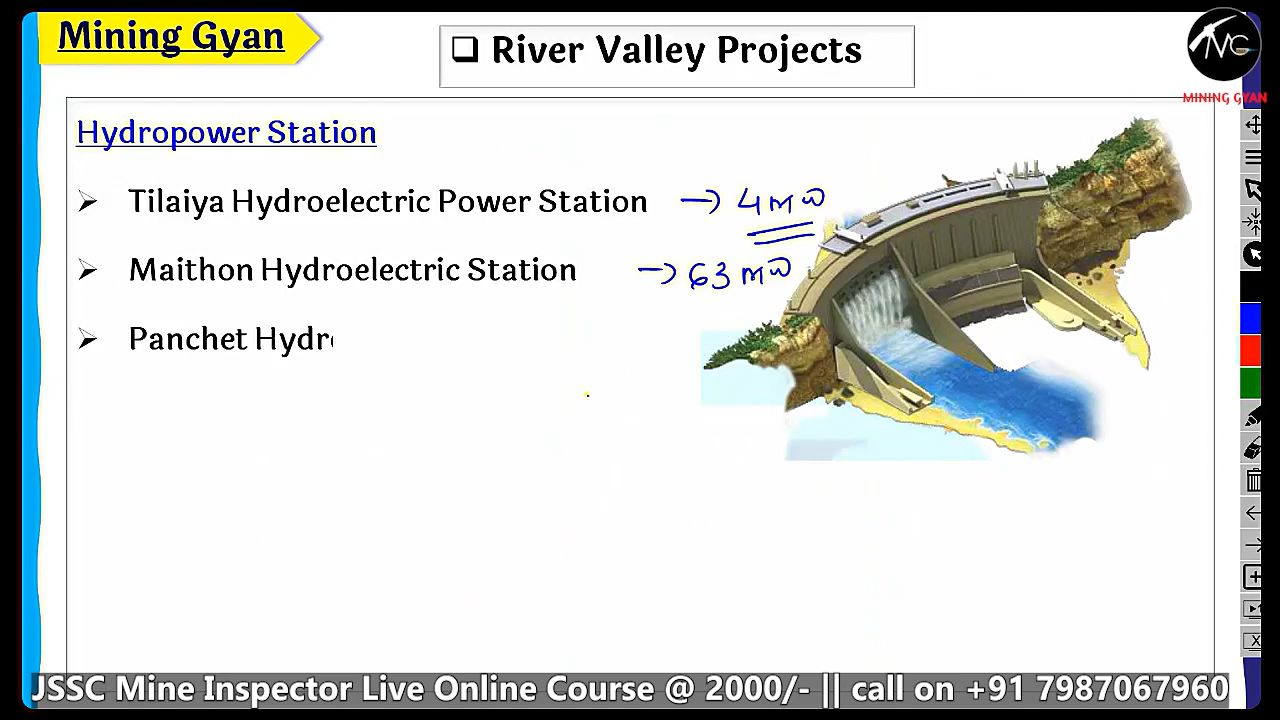 Mining Gyan
❑ River Valley Projects
MVG
MINING GYAN
Hydropower Station
➢ Tilaiya Hydroelectric Power Station → 4 MW
➢ Maithon Hydroelectric Station → 63 MW
➢ Panchet Hydr
JSSC Mine Inspector Live Online Course @ 2000/- || call on +91 7987067960